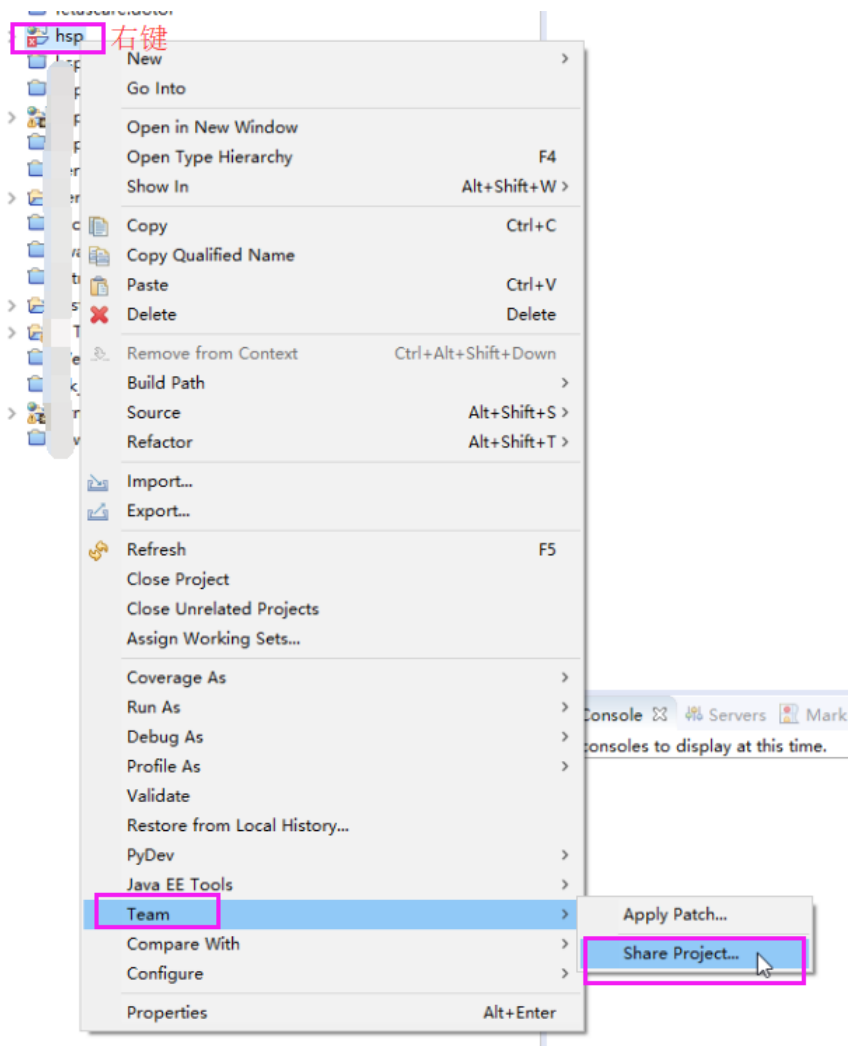 hsp 右键
New
Go Into
Open in New Window
Open Type Hierarchy F4
Show In Alt+Shift+W >
Copy Ctrl+C
Copy Qualified Name
Paste Ctrl+V
Delete Delete
Remove from Context Ctrl+Alt+Shift+Down
Build Path
Source Alt+Shift+S >
Refactor Alt+Shift+T >
Import...
Export...
Refresh F5
Close Project
Close Unrelated Projects
Assign Working Sets...
Coverage As
Run As
Debug As
Profile As
Validate
Restore from Local History...
PyDev
Java EE Tools
Team
Compare With
Configure
Properties Alt+Enter
Apply Patch...
Share Project...
Console Servers Mark
consoles to display at this time.